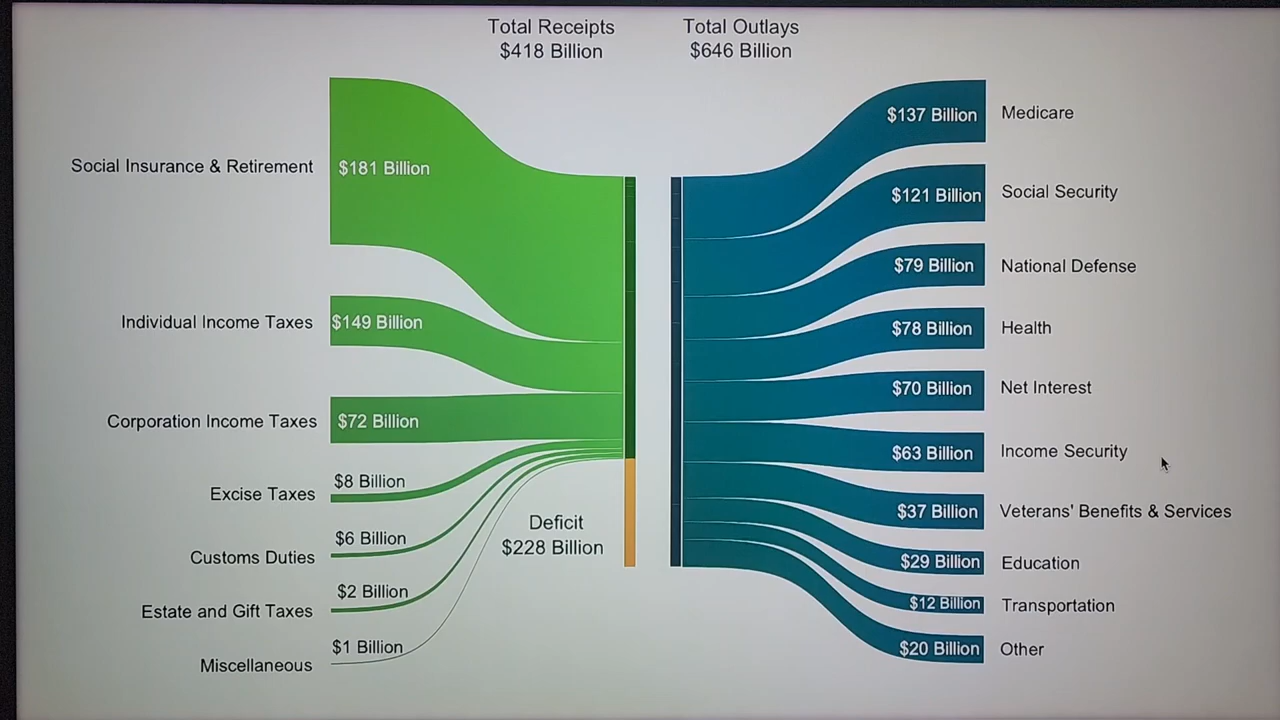 Total Receipts
$418 Billion
Total Outlays
$646 Billion
Social Insurance & Retirement
$181 Billion
Individual Income Taxes
$149 Billion
Corporation Income Taxes
$72 Billion
Excise Taxes
$8 Billion
Customs Duties
$6 Billion
Estate and Gift Taxes
$2 Billion
Miscellaneous
$1 Billion
Deficit
$228 Billion
$137 Billion
Medicare
$121 Billion
Social Security
$79 Billion
National Defense
$78 Billion
Health
$70 Billion
Net Interest
$63 Billion
Income Security
$37 Billion
Veterans' Benefits & Services
$29 Billion
Education
$12 Billion
Transportation
$20 Billion
Other